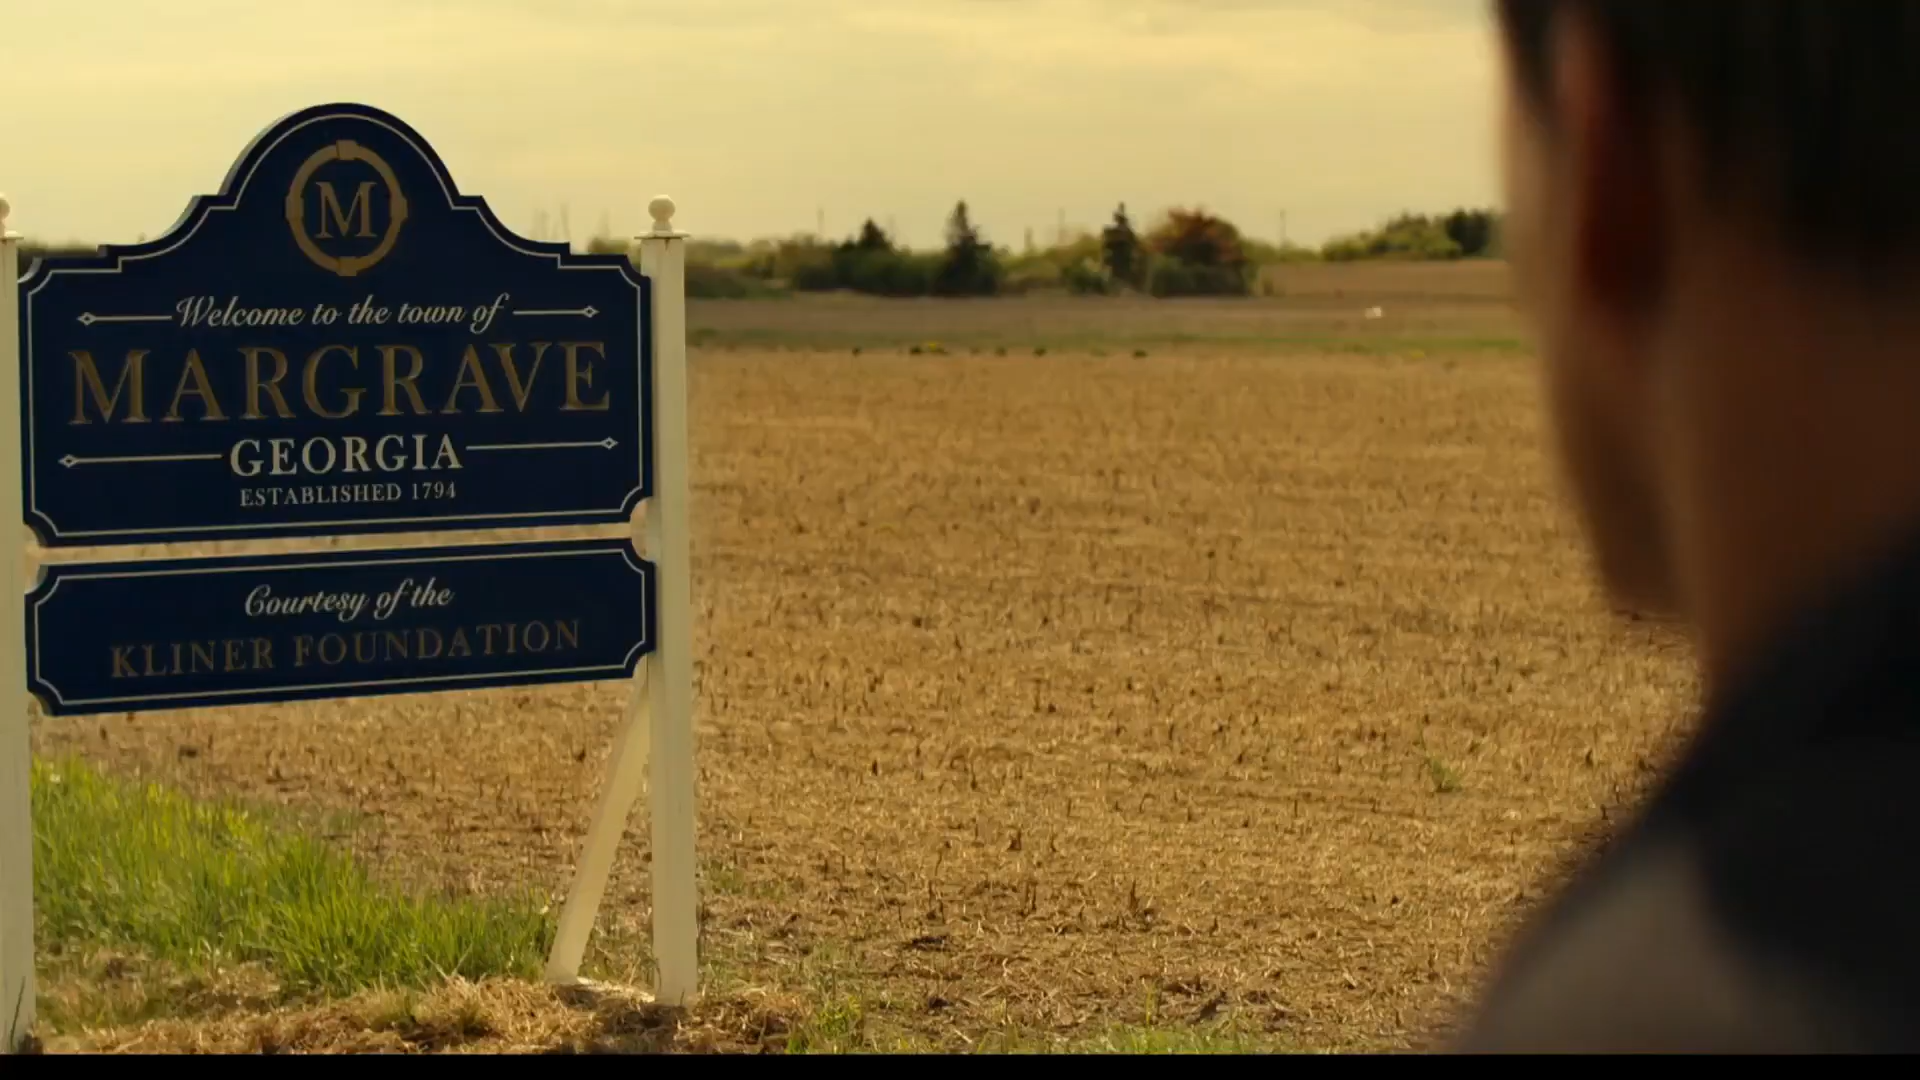 M
Welcome to the town of
MARGRAVE
GEORGIA
ESTABLISHED 1794
Courtesy of the
KLINER FOUNDATION